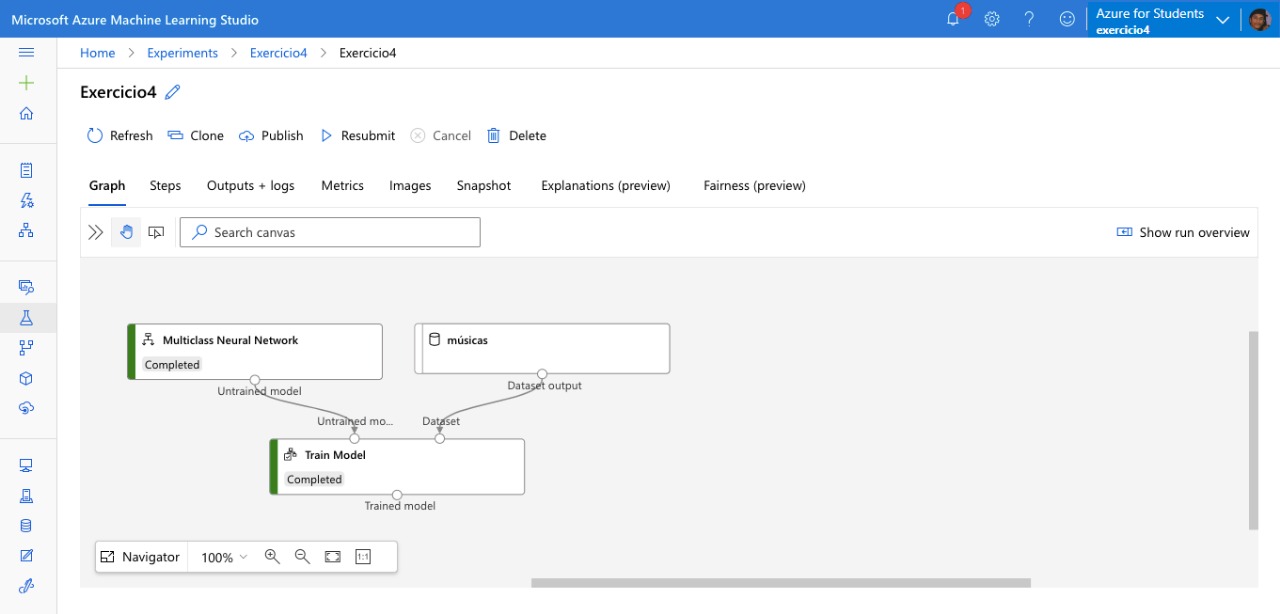 Microsoft Azure Machine Learning Studio
1
Azure for Students
exercicio4
Home > Experiments > Exercicio4 > Exercicio4
Exercicio4
Refresh Clone Publish Resubmit Cancel Delete
Graph Steps Outputs + logs Metrics Images Snapshot Explanations (preview) Fairness (preview)
Search canvas
Show run overview
Multiclass Neural Network
Completed
Untrained model
músicas
Dataset output
Untrained mo...
Dataset
Train Model
Completed
Trained model
Navigator 100% 1:1